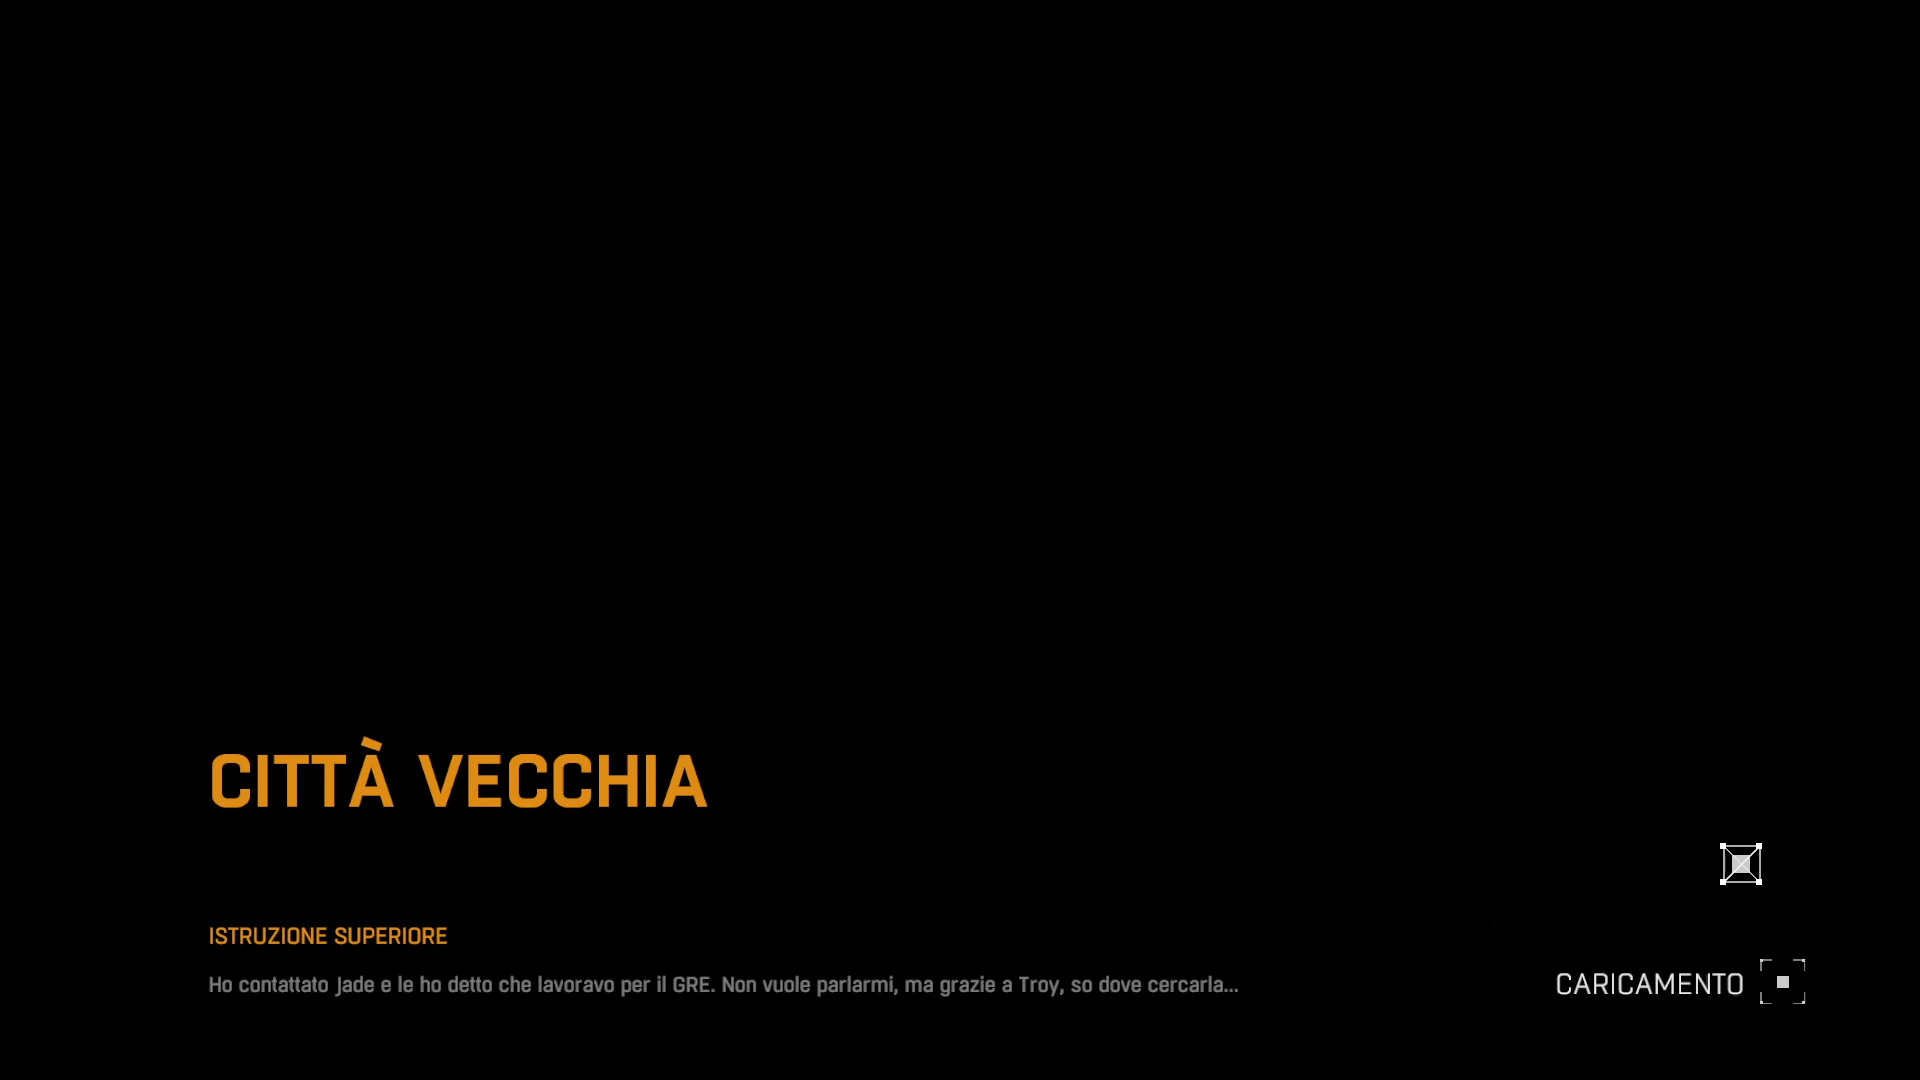 CITTÀ VECCHIA
ISTRUZIONE SUPERIORE
Ho contattato Jade e le ho detto che lavoravo per il GRE. Non vuole parlarmi, ma grazie a Troy, so dove cercarla...
CARICAMENTO